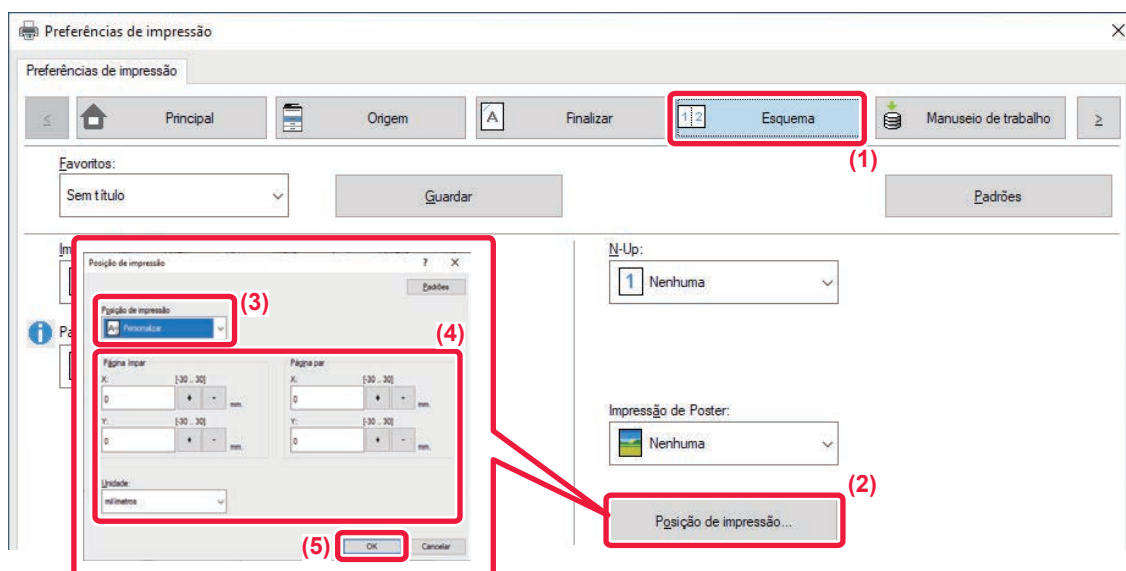 Preferências de impressão
Preferências de impressão
≤ Principal Origem Finalizar 1 2 Esquema Manuseio de trabalho ≥
(1)
Favoritos:
Sem título Guardar Padrões
Im
Pa
Posição de impressão ? X
Padrões
(3)
Posição de impressão
Personalizar
(4)
Página ímpar Página par
X: [-30 .. 30] X: [-30 .. 30]
0 + - mm. 0 + - mm.
Y: [-30 .. 30] Y: [-30 .. 30]
0 + - mm. 0 + - mm.
Unidade:
milímetros
(5) OK Cancelar
N-Up:
1 Nenhuma
Impressão de Poster:
Nenhuma
(2)
Posição de impressão...